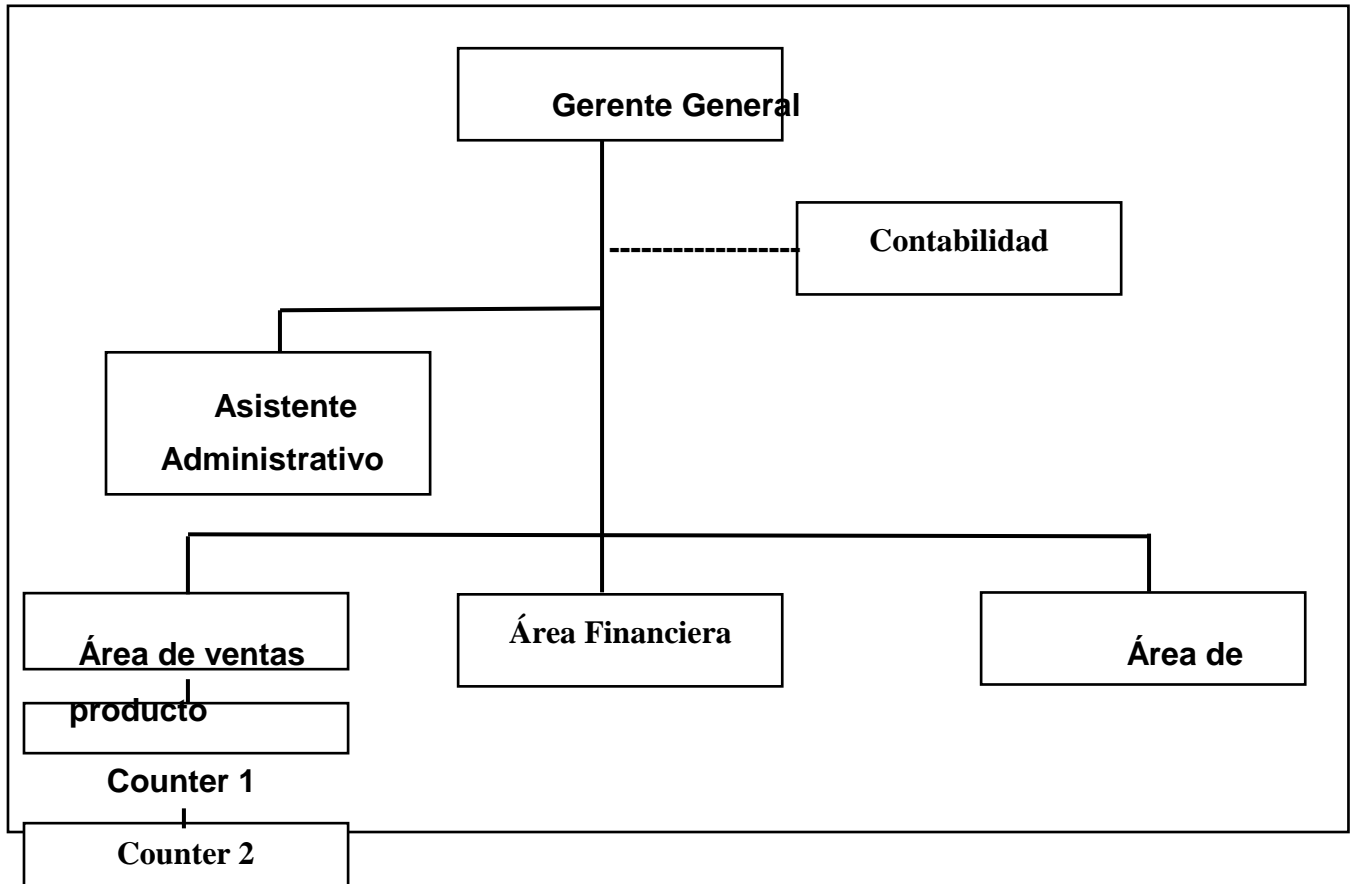 Gerente General
Contabilidad
Asistente
Administrativo
Área de ventas
Área Financiera
Área de
producto
Counter 1
Counter 2